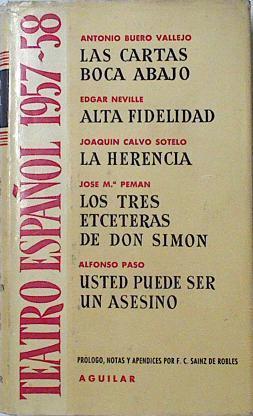 TEATRO ESPAÑOL 1957-58
ANTONIO BUERO VALLEJO
LAS CARTAS
BOCA ABAJO
EDGAR NEVILLE
ALTA FIDELIDAD
JOAQUIN CALVO SOTELO
LA HERENCIA
JOSE M.ª PEMAN
LOS TRES
ETCETERAS
DE DON SIMON
ALFONSO PASO
USTED PUEDE SER
UN ASESINO
PROLOGO, NOTAS Y APENDICES POR F. C. SAINZ DE ROBLES
AGUILAR